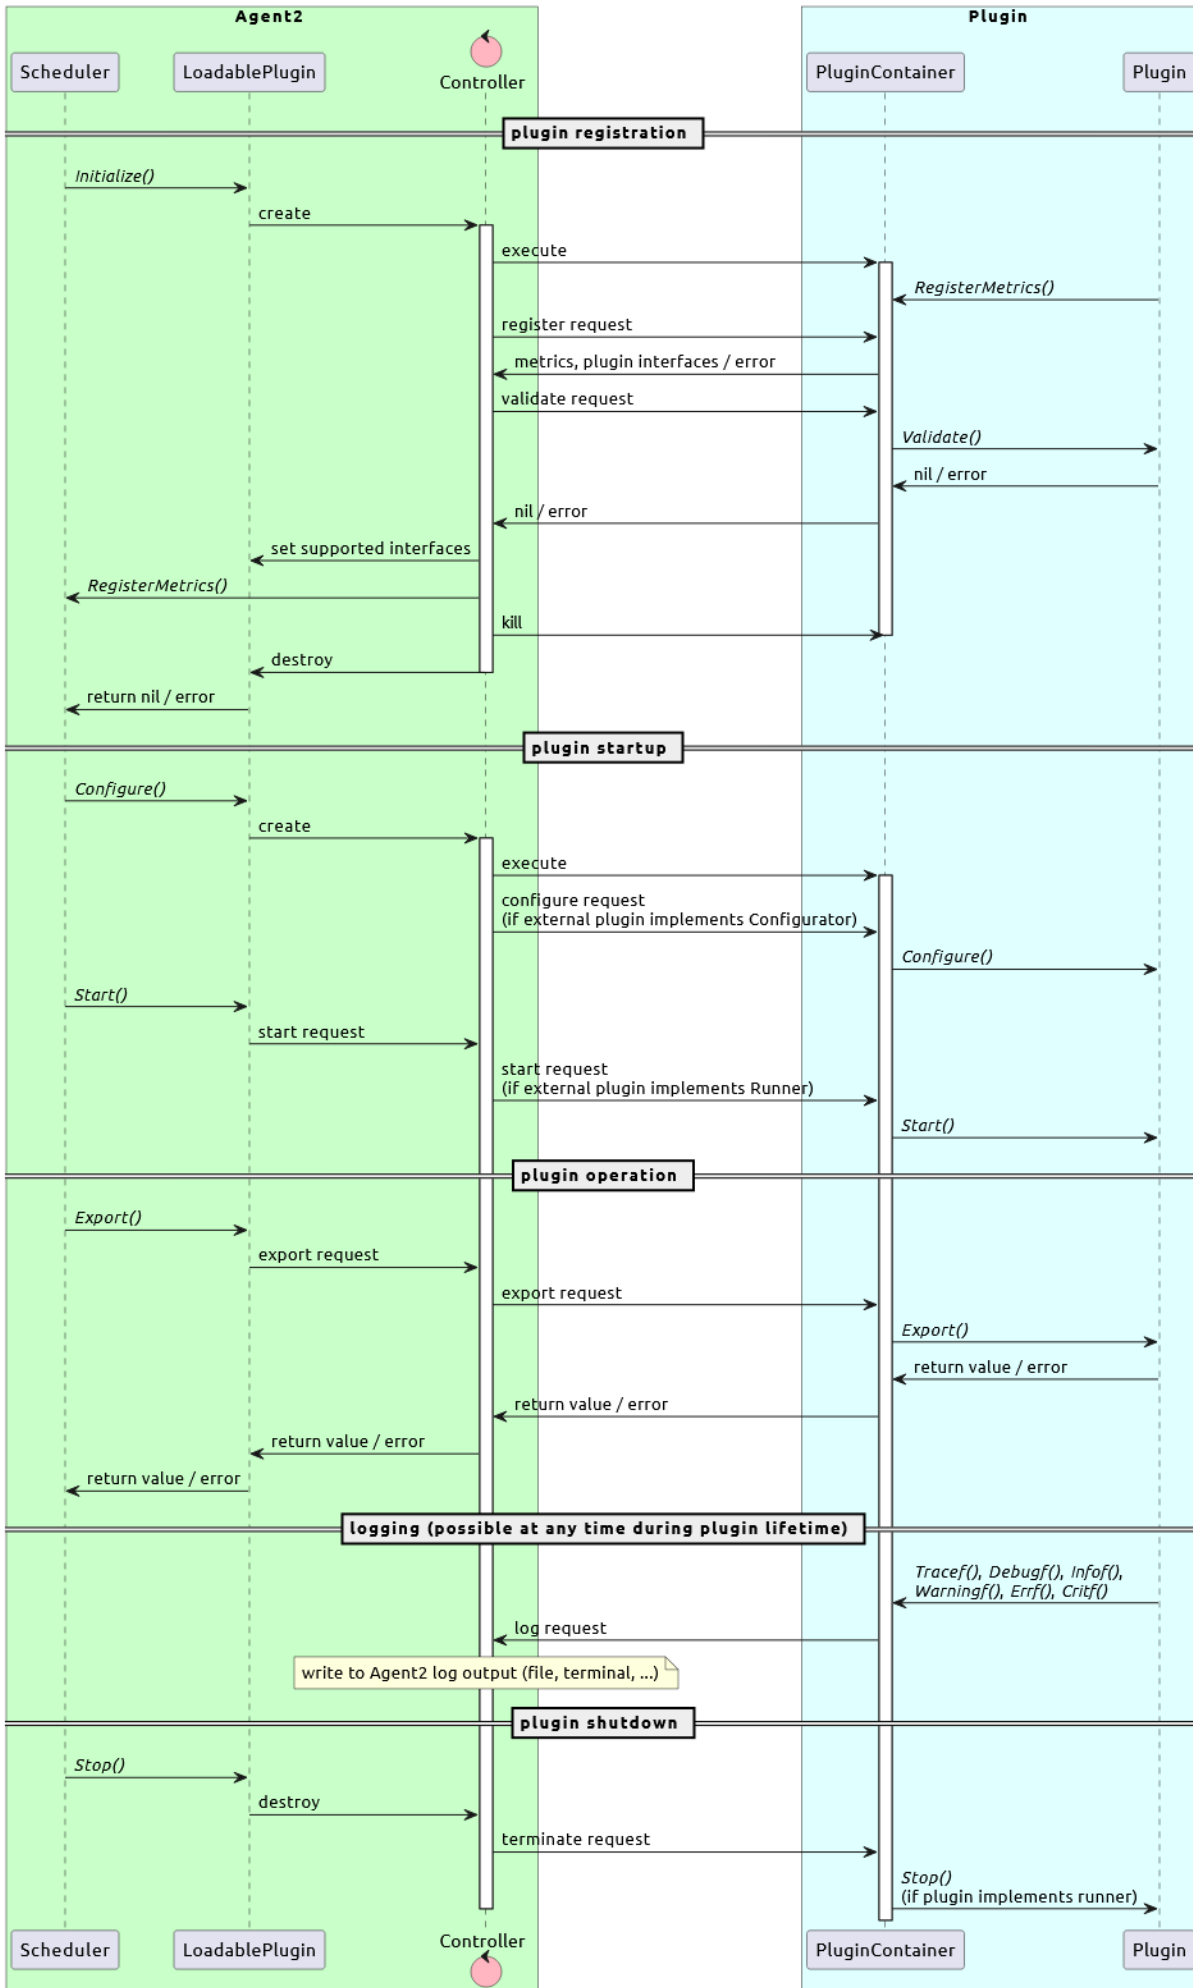 Agent2
Plugin
Scheduler
LoadablePlugin
Controller
PluginContainer
Plugin
plugin registration
Initialize()
create
execute
RegisterMetrics()
register request
metrics, plugin interfaces / error
validate request
Validate()
nil / error
nil / error
set supported interfaces
RegisterMetrics()
kill
destroy
return nil / error
plugin startup
Configure()
create
execute
configure request
(if external plugin implements Configurator)
Configure()
Start()
start request
start request
(if external plugin implements Runner)
Start()
plugin operation
Export()
export request
export request
Export()
return value / error
return value / error
return value / error
return value / error
logging (possible at any time during plugin lifetime)
Tracef(), Debugf(), Infof(),
Warningf(), Errf(), Critf()
log request
write to Agent2 log output (file, terminal, ...)
plugin shutdown
Stop()
destroy
terminate request
Stop()
(if plugin implements runner)
Scheduler
LoadablePlugin
Controller
PluginContainer
Plugin